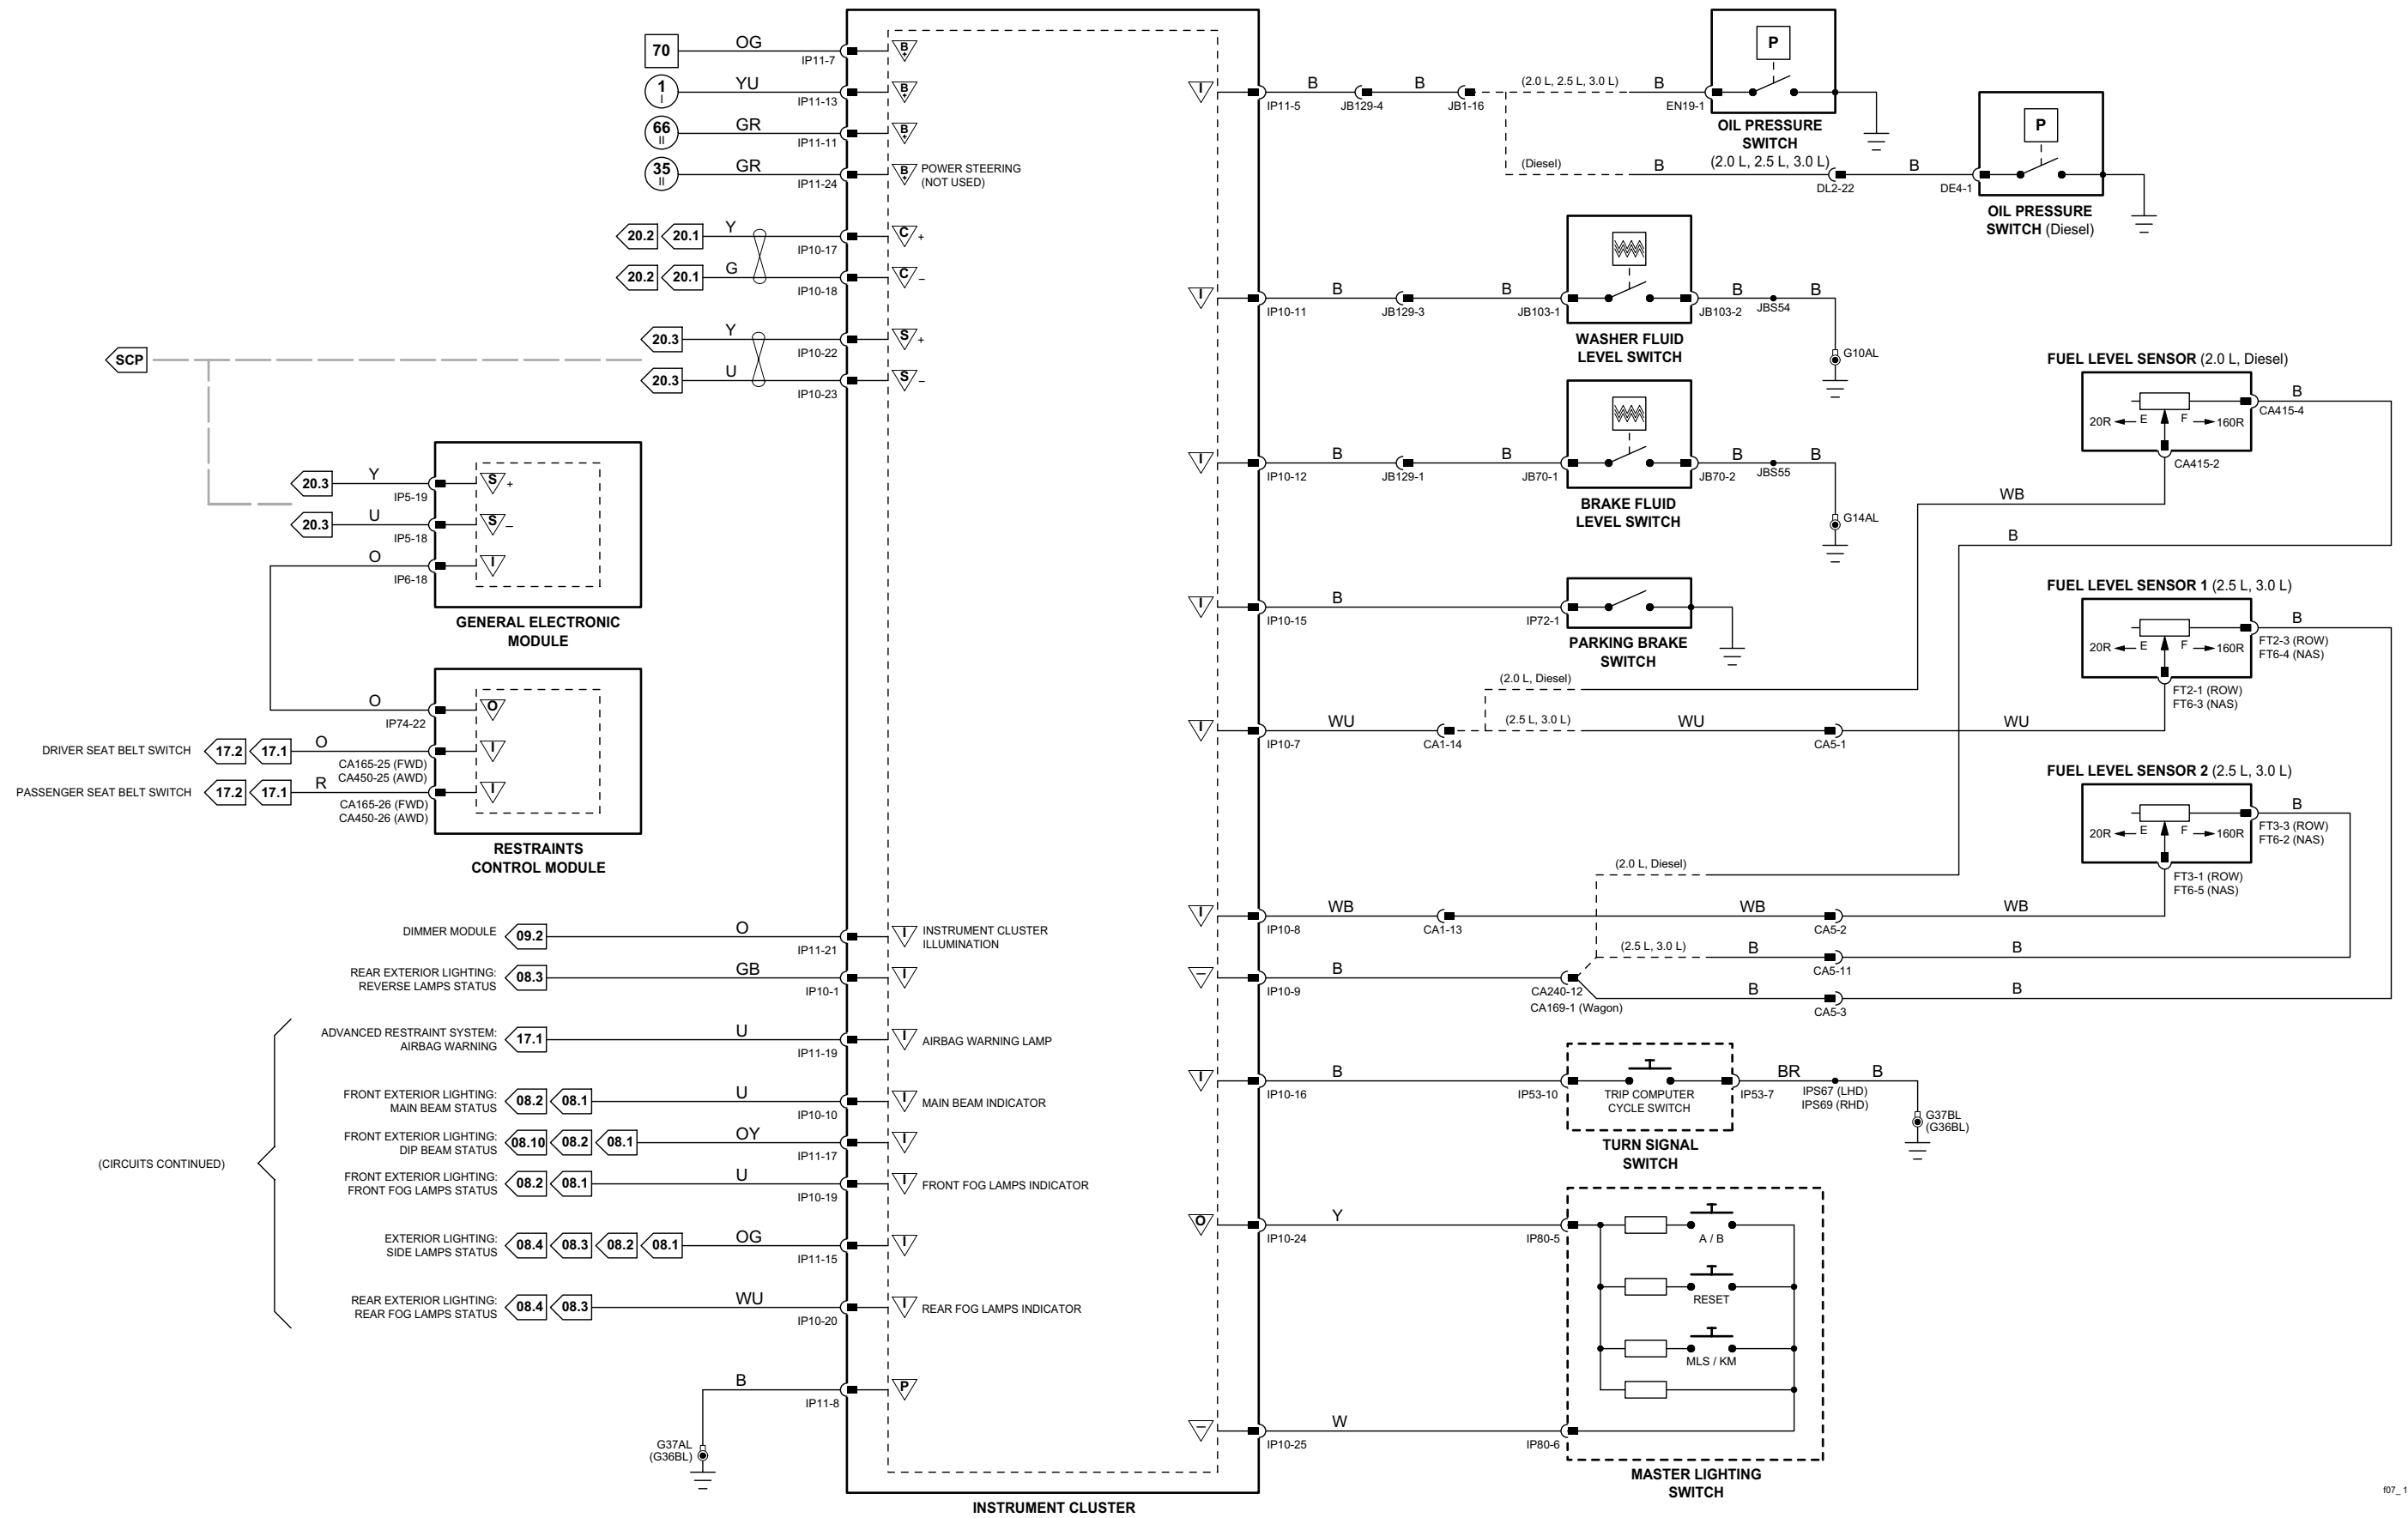 70
OG
IP11-7
B+
1
I
YU
IP11-13
B+
66
II
GR
IP11-11
B+
35
II
GR
IP11-24
B+
POWER STEERING
(NOT USED)
20.2
20.1
Y
IP10-17
C
+
20.2
20.1
G
IP10-18
C
–
SCP
20.3
Y
IP10-22
S
+
20.3
U
IP10-23
S
–
20.3
Y
IP5-19
S
+
20.3
U
IP5-18
S
–
O
IP6-18
I
GENERAL ELECTRONIC
MODULE
O
IP74-22
O
DRIVER SEAT BELT SWITCH
17.2
17.1
O
CA165-25 (FWD)
CA450-25 (AWD)
I
PASSENGER SEAT BELT SWITCH
17.2
17.1
R
CA165-26 (FWD)
CA450-26 (AWD)
I
RESTRAINTS
CONTROL MODULE
DIMMER MODULE
09.2
O
IP11-21
I
INSTRUMENT CLUSTER
ILLUMINATION
REAR EXTERIOR LIGHTING:
REVERSE LAMPS STATUS
08.3
GB
IP10-1
I
(CIRCUITS CONTINUED)
ADVANCED RESTRAINT SYSTEM:
AIRBAG WARNING
17.1
U
IP11-19
I
AIRBAG WARNING LAMP
FRONT EXTERIOR LIGHTING:
MAIN BEAM STATUS
08.2
08.1
U
IP10-10
I
MAIN BEAM INDICATOR
FRONT EXTERIOR LIGHTING:
DIP BEAM STATUS
08.10
08.2
08.1
OY
IP11-17
I
FRONT EXTERIOR LIGHTING:
FRONT FOG LAMPS STATUS
08.2
08.1
U
IP10-19
I
FRONT FOG LAMPS INDICATOR
EXTERIOR LIGHTING:
SIDE LAMPS STATUS
08.4
08.3
08.2
08.1
OG
IP11-15
I
REAR EXTERIOR LIGHTING:
REAR FOG LAMPS STATUS
08.4
08.3
WU
IP10-20
I
REAR FOG LAMPS INDICATOR
B
IP11-8
P
G37AL
(G36BL)
INSTRUMENT CLUSTER
I
IP11-5
B
JB129-4
B
JB1-16
(2.0 L, 2.5 L, 3.0 L)
B
EN19-1
P
OIL PRESSURE
SWITCH
(2.0 L, 2.5 L, 3.0 L)
(Diesel)
B
DL2-22
B
DE4-1
P
OIL PRESSURE
SWITCH (Diesel)
I
IP10-11
B
JB129-3
B
JB103-1
JB103-2
B
JBS54
B
G10AL
WASHER FLUID
LEVEL SWITCH
I
IP10-12
B
JB129-1
B
JB70-1
JB70-2
B
JBS55
B
G14AL
BRAKE FLUID
LEVEL SWITCH
I
IP10-15
B
IP72-1
PARKING BRAKE
SWITCH
FUEL LEVEL SENSOR (2.0 L, Diesel)
20R
E
F
160R
B
CA415-4
CA415-2
WB
B
FUEL LEVEL SENSOR 1 (2.5 L, 3.0 L)
20R
E
F
160R
B
FT2-3 (ROW)
FT6-4 (NAS)
FT2-1 (ROW)
FT6-3 (NAS)
I
IP10-7
WU
CA1-14
(2.0 L, Diesel)
(2.5 L, 3.0 L)
WU
CA5-1
WU
FUEL LEVEL SENSOR 2 (2.5 L, 3.0 L)
20R
E
F
160R
B
FT3-3 (ROW)
FT6-2 (NAS)
FT3-1 (ROW)
FT6-5 (NAS)
(2.0 L, Diesel)
I
IP10-8
WB
CA1-13
WB
CA5-2
WB
(2.5 L, 3.0 L)
B
CA5-11
B
–
IP10-9
B
CA240-12
CA169-1 (Wagon)
B
CA5-3
B
I
IP10-16
B
IP53-10
TRIP COMPUTER
CYCLE SWITCH
IP53-7
BR
IPS67 (LHD)
IPS69 (RHD)
B
G37BL
(G36BL)
TURN SIGNAL
SWITCH
O
IP10-24
Y
IP80-5
A / B
RESET
MLS / KM
–
IP10-25
W
IP80-6
MASTER LIGHTING
SWITCH
f07_ 1